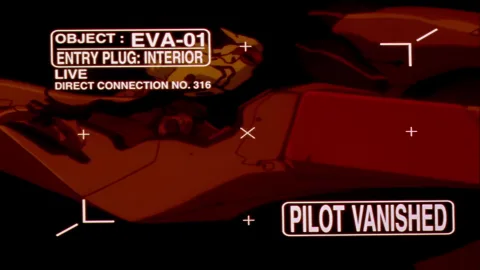 OBJECT : EVA-01
ENTRY PLUG: INTERIOR
LIVE
DIRECT CONNECTION NO. 316
PILOT VANISHED